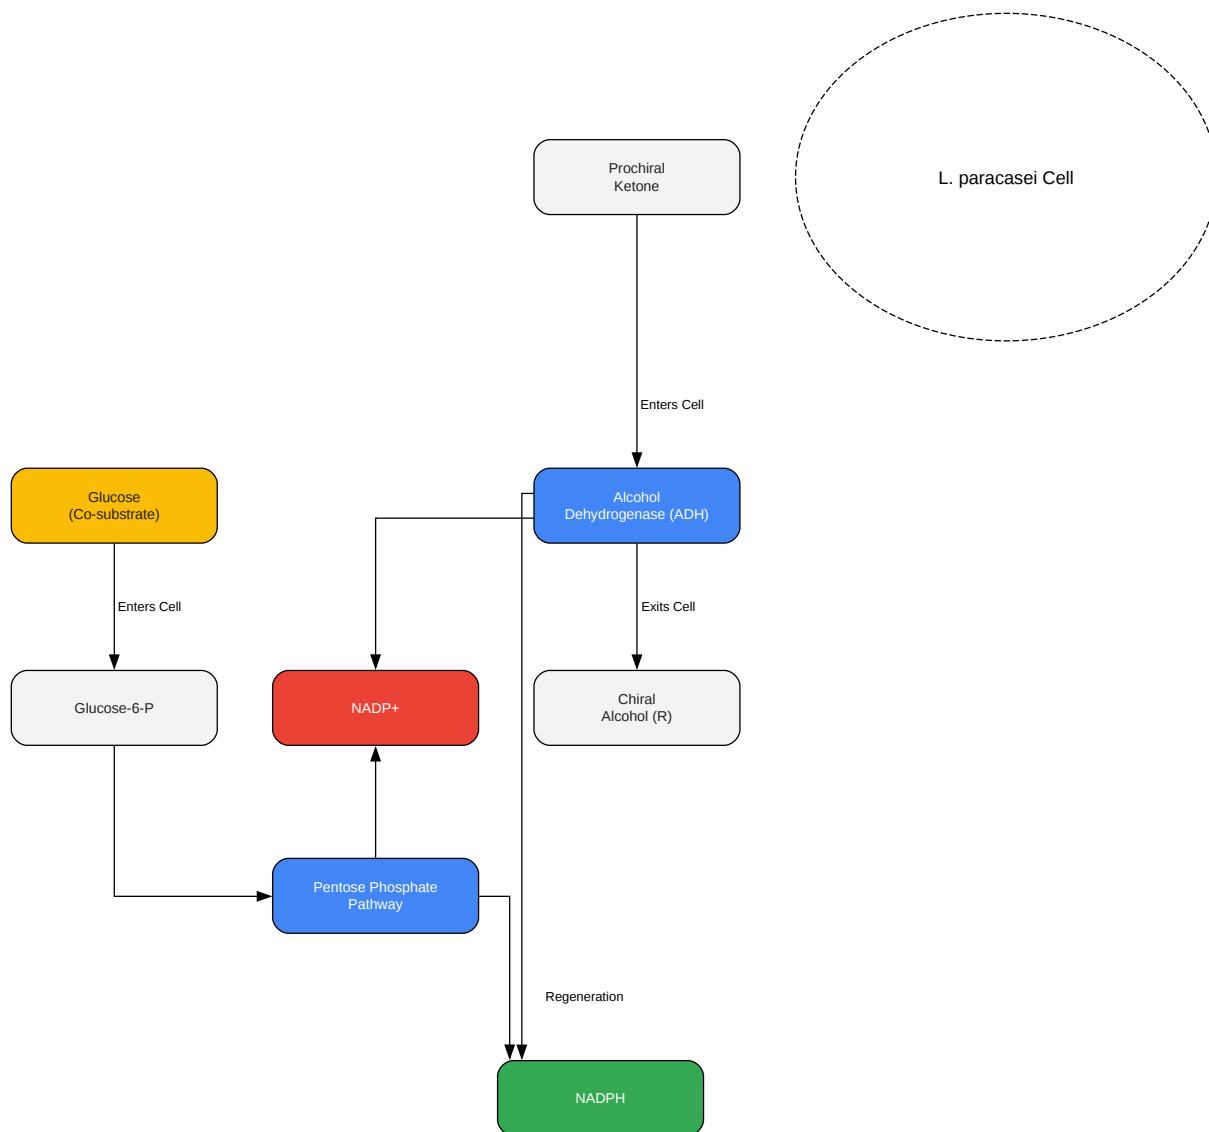 Prochiral
Ketone
L. paracasei Cell
Enters Cell
Glucose
(Co-substrate)
Alcohol
Dehydrogenase (ADH)
Enters Cell
Exits Cell
Glucose-6-P
NADP+
Chiral
Alcohol (R)
Pentose Phosphate
Pathway
Regeneration
NADPH